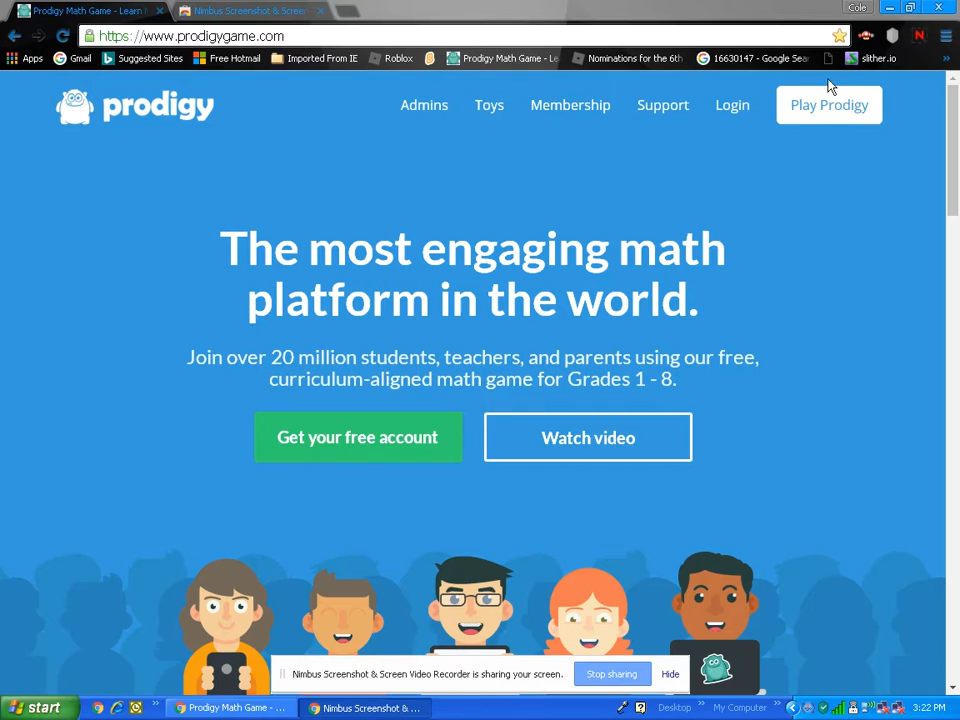 Prodigy Math Game - Learn
Nimbus Screenshot & Scree
Cole
https://www.prodigygame.com
Apps
Gmail
Suggested Sites
Free Hotmail
Imported From IE
Roblox
Prodigy Math Game - Le
Nominations for the 6th
16630147 - Google Sea
slither.io
»
prodigy
Admins
Toys
Membership
Support
Login
Play Prodigy
The most engaging math
platform in the world.
Join over 20 million students, teachers, and parents using our free,
curriculum-aligned math game for Grades 1 - 8.
Get your free account
Watch video
Nimbus Screenshot & Screen Video Recorder is sharing your screen.
Stop sharing
Hide
start
»
Prodigy Math Game - ...
Nimbus Screenshot & ...
Desktop
»
My Computer
»
3:22 PM